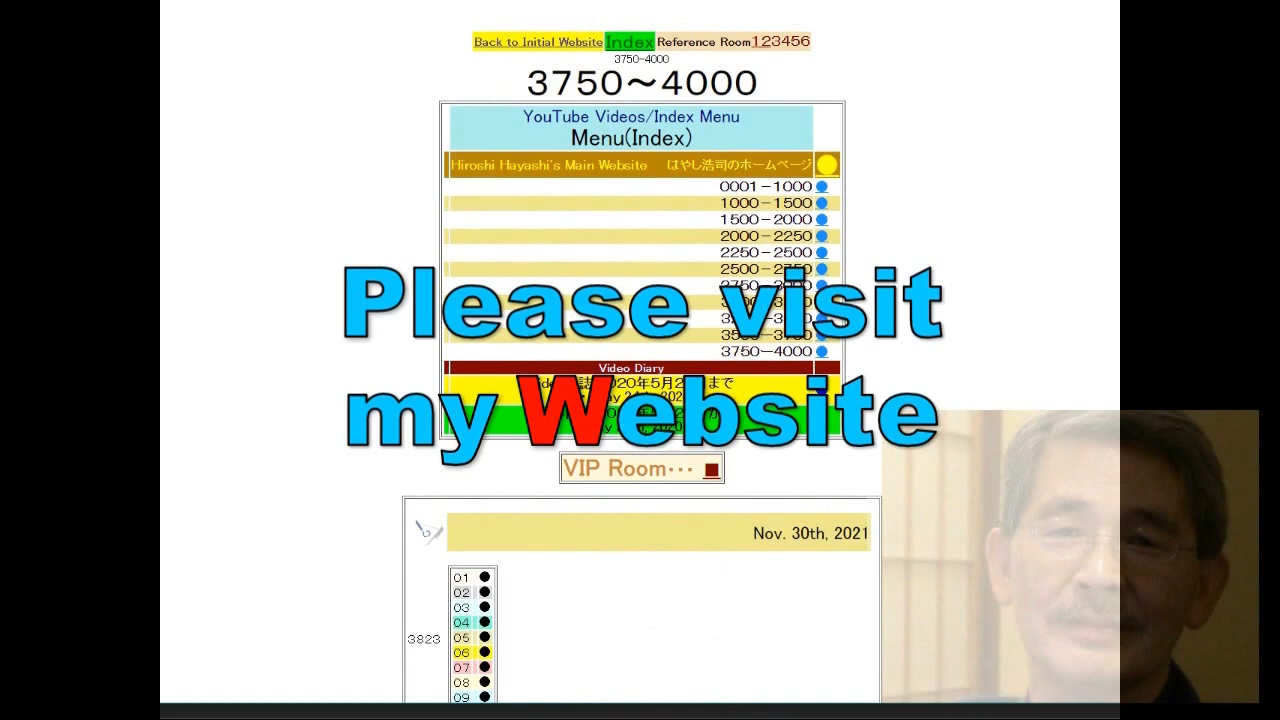 Back to Initial Website Index Reference Room123456
3750-4000
3750～4000
YouTube Videos/Index Menu
Menu(Index)
Hiroshi Hayashi's Main Website はやし浩司のホームページ
0001－1000
1000－1500
1500－2000
2000－2250
2250－2500
2500－2750
Please visit
3750－4000
Video Diary
my Website
VIP Room…
Nov. 30th, 2021
01
02
03
04
05
3823
06
07
08
09